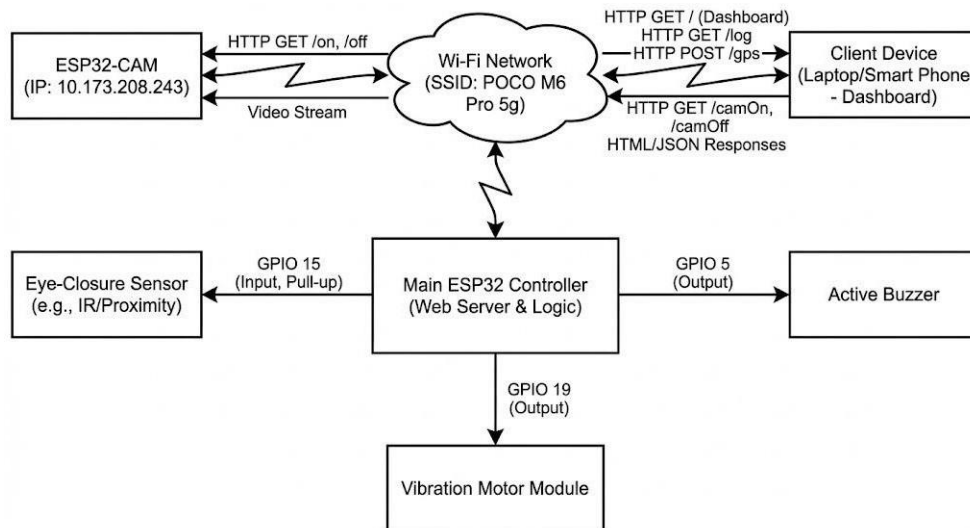 ESP32-CAM
(IP: 10.173.208.243)
HTTP GET /on, /off
Video Stream
Wi-Fi Network
(SSID: POCO M6
Pro 5g)
HTTP GET / (Dashboard)
HTTP GET /log
HTTP POST /gps
HTTP GET /camOn,
/camOff
HTML/JSON Responses
Client Device
(Laptop/Smart Phone
- Dashboard)
Eye-Closure Sensor
(e.g., IR/Proximity)
GPIO 15
(Input, Pull-up)
Main ESP32 Controller
(Web Server & Logic)
GPIO 5
(Output)
Active Buzzer
GPIO 19
(Output)
Vibration Motor Module